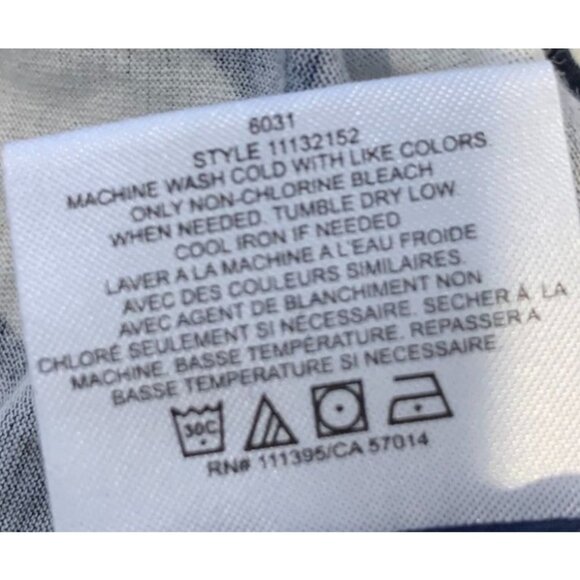 6031
STYLE 11132152
MACHINE WASH COLD WITH LIKE COLORS.
ONLY NON-CHLORINE BLEACH
WHEN NEEDED. TUMBLE DRY LOW.
COOL IRON IF NEEDED
LAVER A LA MACHINE A L'EAU FROIDE
AVEC DES COULEURS SIMILAIRES.
AVEC AGENT DE BLANCHIMENT NON
CHLORÉ SEULEMENT SI NÉCESSAIRE. SÉCHER À LA
MACHINE. BASSE TEMPÉRATURE. REPASSER A
BASSE TEMPERATURE SI NÉCESSAIRE
30C
RN# 111395/CA 57014